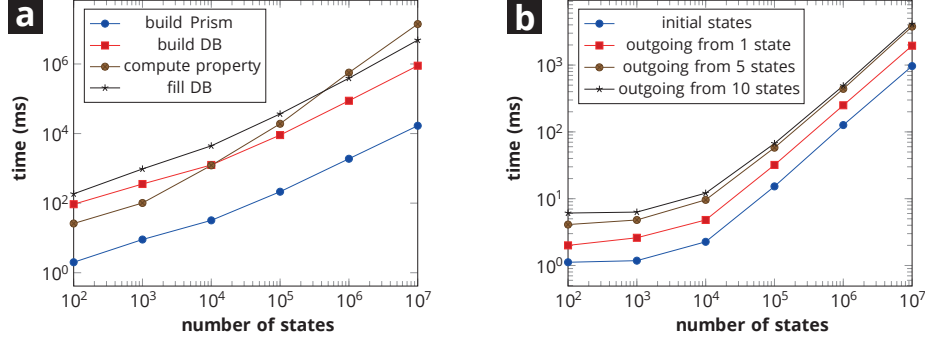 a
build Prism
build DB
compute property
fill DB
time (ms)
10^6
10^4
10^2
10^0
10^2 10^3 10^4 10^5 10^6 10^7
number of states
b
initial states
outgoing from 1 state
outgoing from 5 states
outgoing from 10 states
time (ms)
10^3
10^2
10^1
10^0
10^2 10^3 10^4 10^5 10^6 10^7
number of states